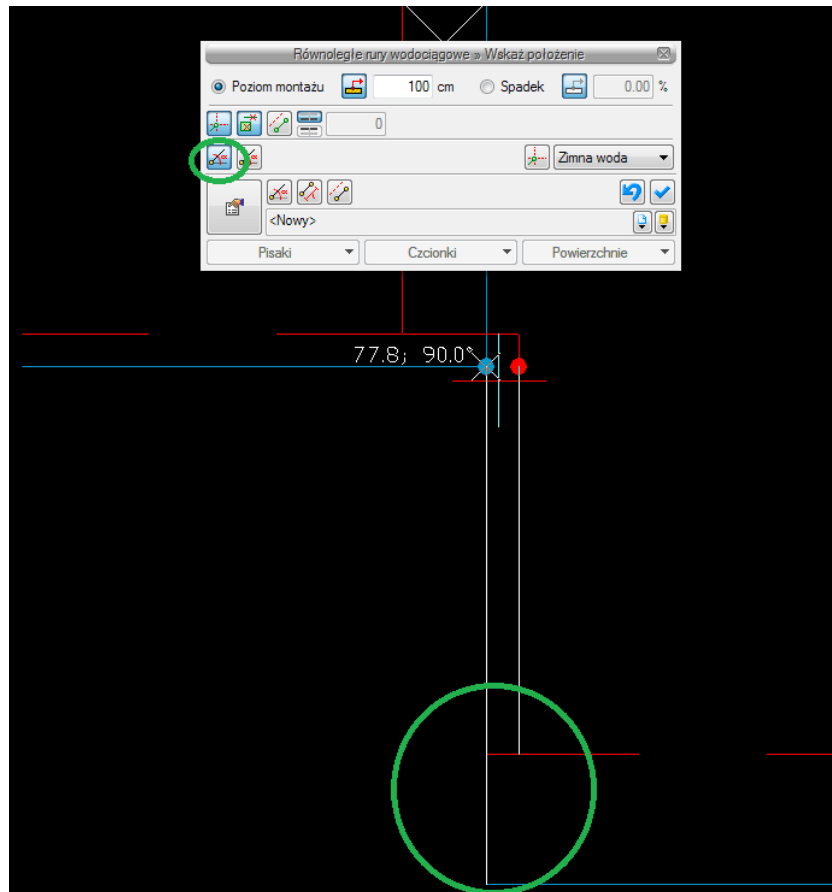 Równoległe rury wodociągowe » Wskaż położenie
Poziom montażu 100 cm Spadek 0.00 %
0
Zimna woda
<Nowy>
Pisaki Czcionki Powierzchnie
77.8; 90.0°